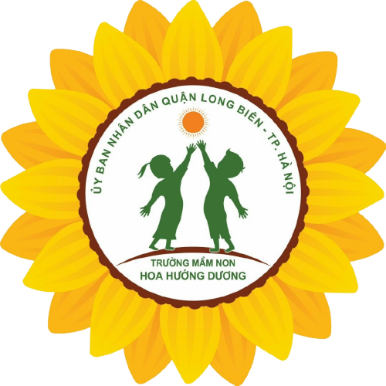 ỦY BAN NHÂN DÂN QUẬN LONG BIÊN - TP. HÀ NỘI
TRƯỜNG MẦM NON
HOA HƯỚNG DƯƠNG